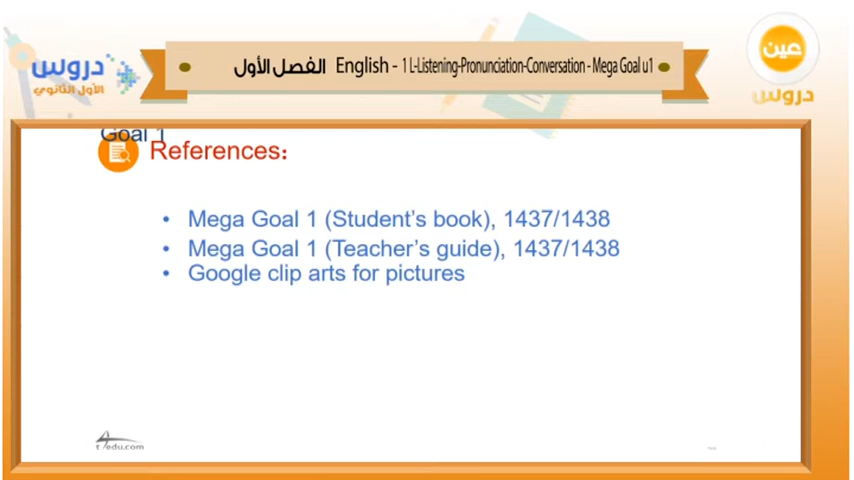 دروس
الأول الثانوي
الفصل الأول English - 1 L-Listening-Pronunciation-Conversation - Mega Goal u1
عين
دروس
Goal 1
References:
• Mega Goal 1 (Student's book), 1437/1438
• Mega Goal 1 (Teacher's guide), 1437/1438
• Google clip arts for pictures
t4edu.com